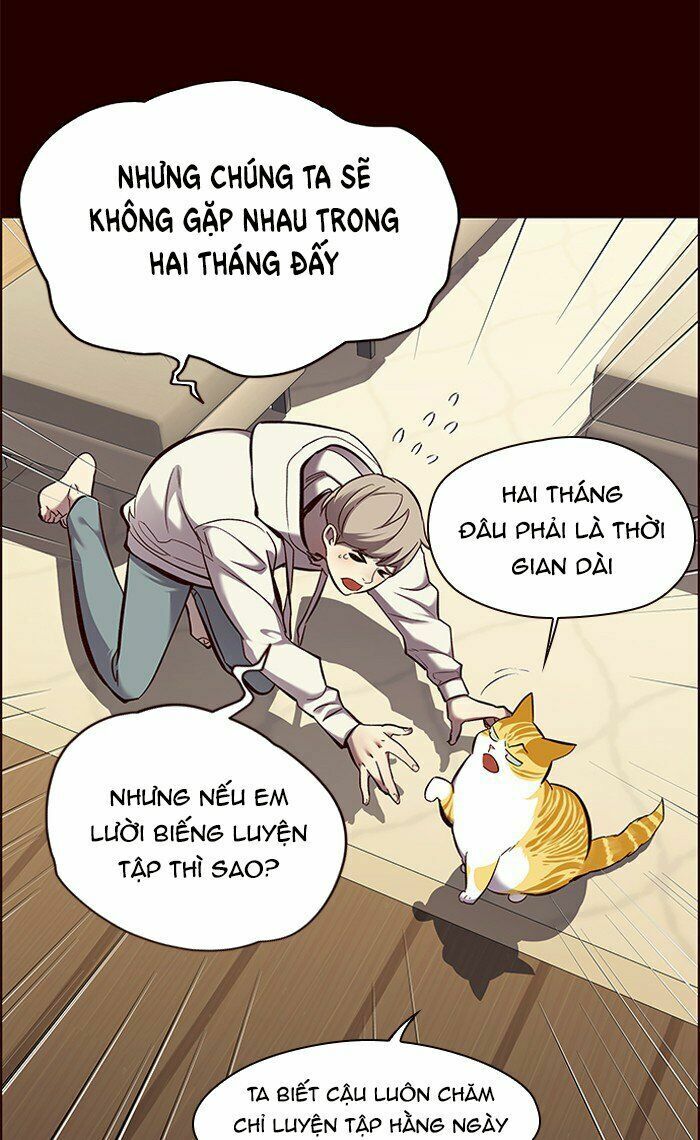 NHƯNG CHÚNG TA SẼ
KHÔNG GẶP NHAU TRONG
HAI THÁNG ĐẤY
HAI THÁNG
ĐÂU PHẢI LÀ THỜI
GIAN DÀI
NHƯNG NẾU EM
LƯỜI BIẾNG LUYỆN
TẬP THÌ SAO?
TA BIẾT CẬU LUÔN CHĂM
CHỈ LUYỆN TẬP HẰNG NGÀY